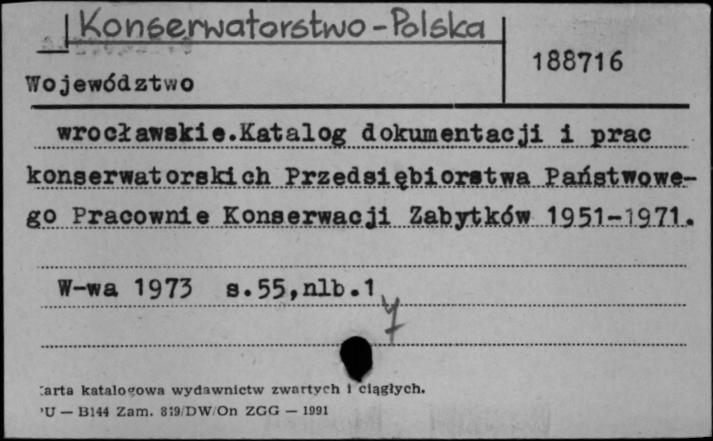 Konserwatorstwo - Polska
188716
Województwo
wrocławskie.Katalog dokumentacji i prac
konserwatorskich Przedsiębiorstwa Państwowe-
go Pracownie Konserwacji Zabytków 1951-1971.
W-wa 1973 s.55,nlb.1
arta katalogowa wydawnictw zwartych i ciągłych.
U — B144 Zam. 819/DW/On ZGG — 1991